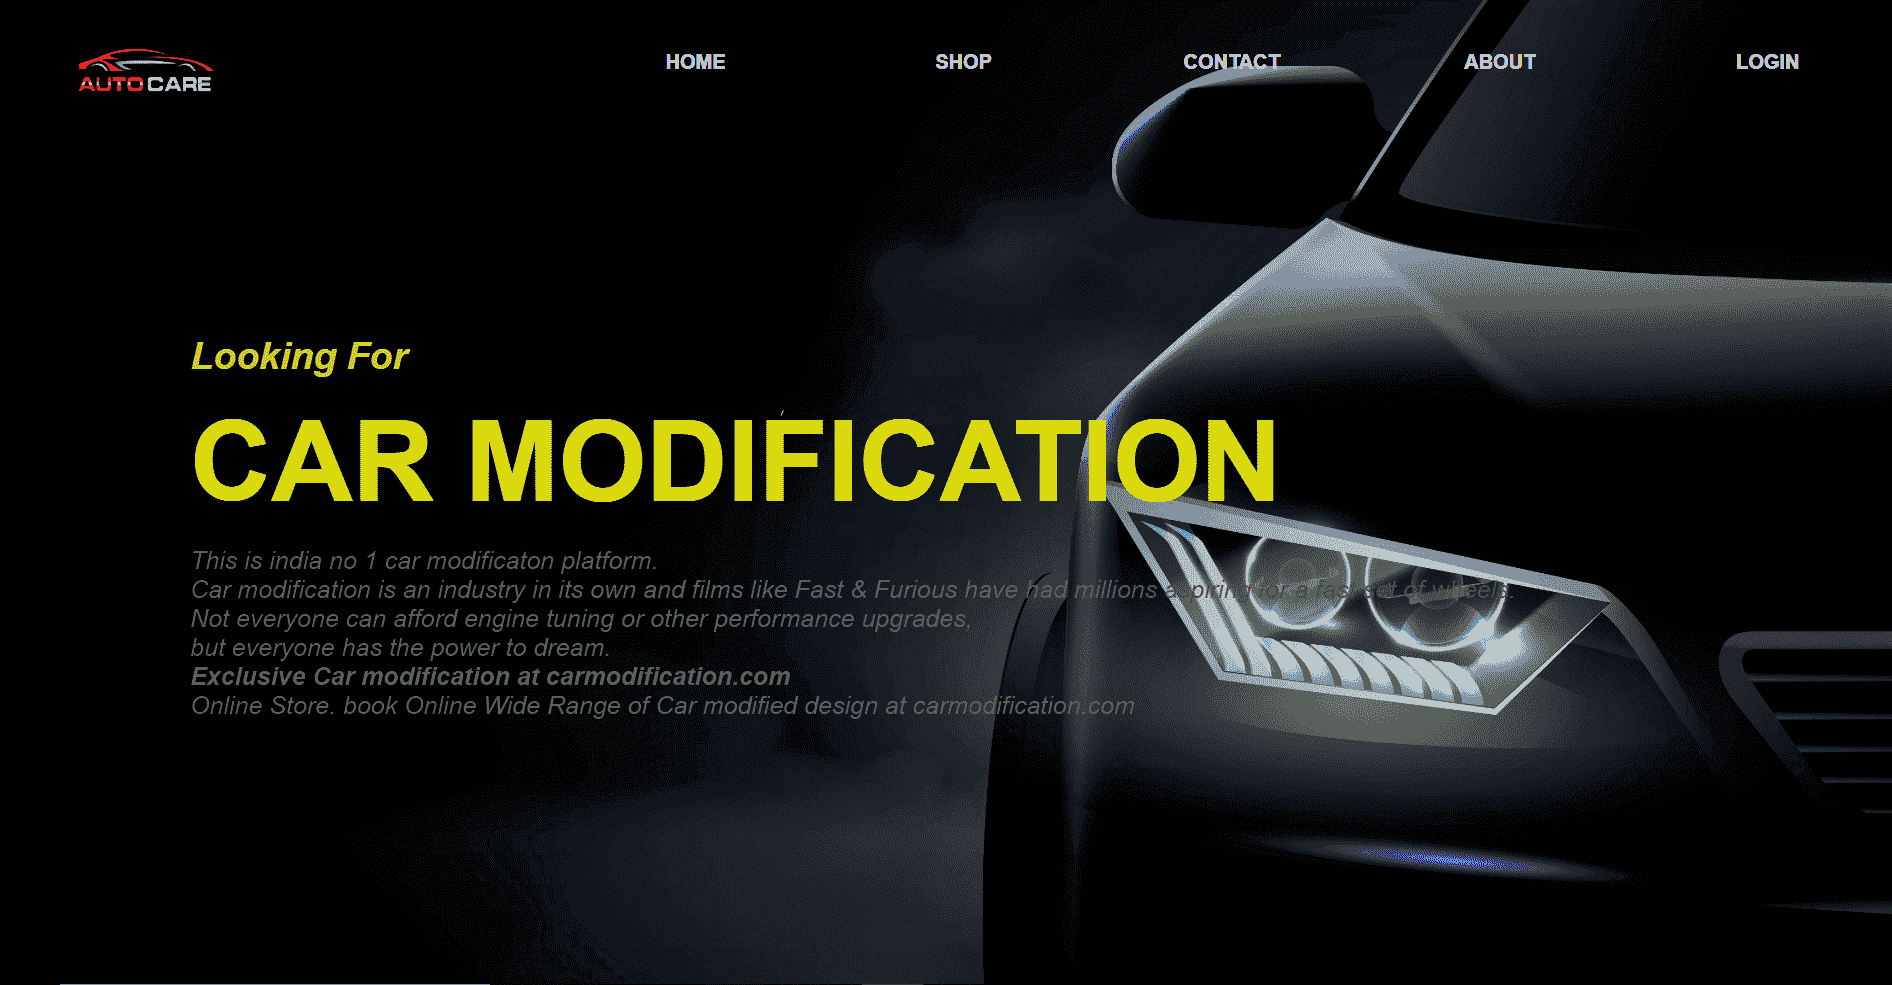 AUTOCARE
HOME SHOP CONTACT ABOUT LOGIN
Looking For
CAR MODIFICATION
This is india no 1 car modificaton platform.
Car modification is an industry in its own and films like Fast & Furious have had millions aspiring for a fast set of wheels.
Not everyone can afford engine tuning or other performance upgrades,
but everyone has the power to dream.
Exclusive Car modification at carmodification.com
Online Store. book Online Wide Range of Car modified design at carmodification.com